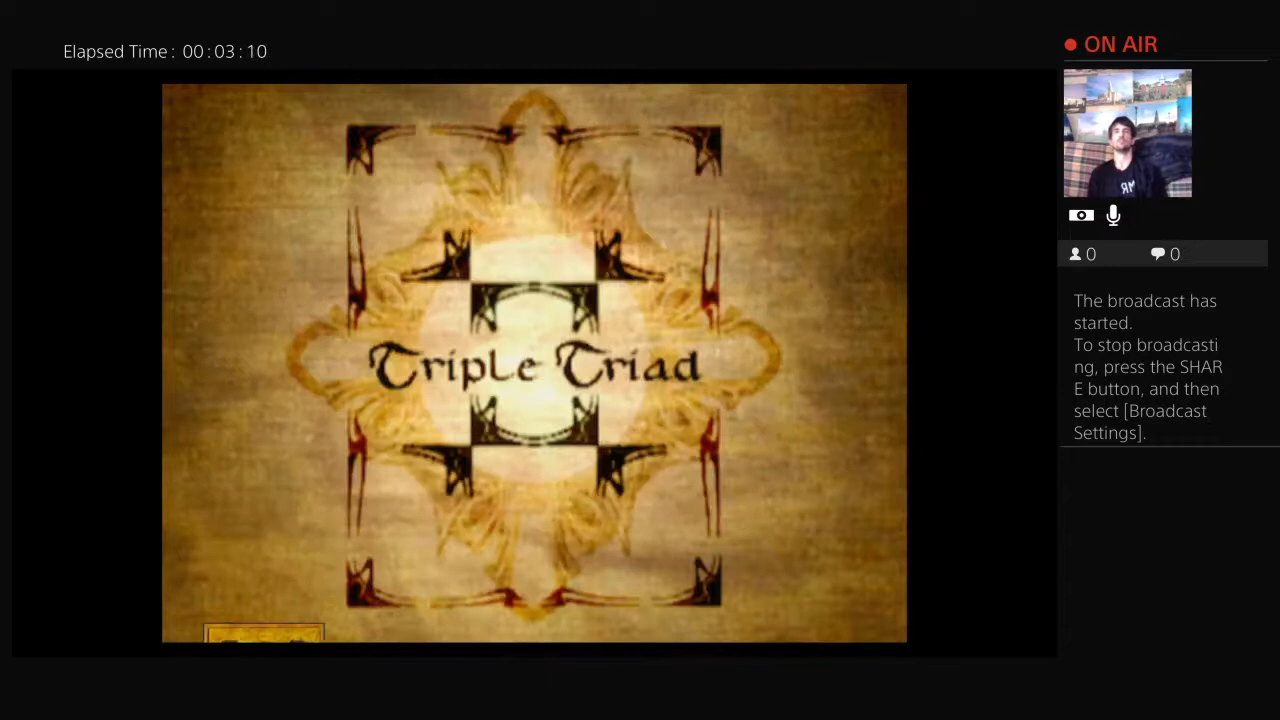 Elapsed Time: 00:03:10
ON AIR
0 0
The broadcast has
started.
To stop broadcasti
ng, press the SHAR
E button, and then
select [Broadcast
Settings].
Triple Triad